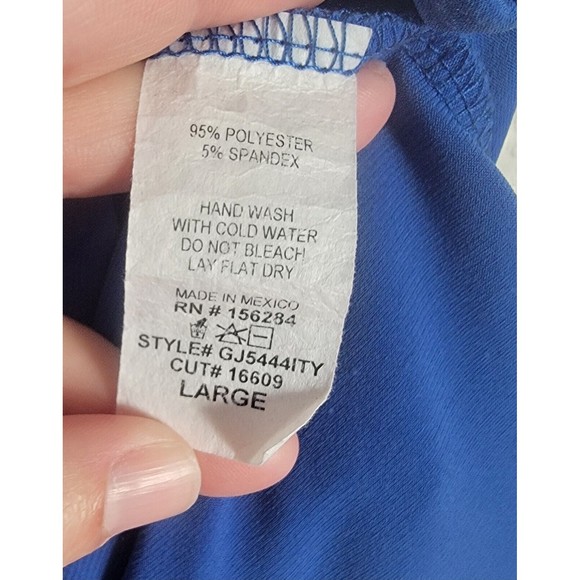 95% POLYESTER
5% SPANDEX
HAND WASH
WITH COLD WATER
DO NOT BLEACH
LAY FLAT DRY
MADE IN MEXICO
RN # 156284
STYLE# GJ5444ITY
CUT# 16609
LARGE